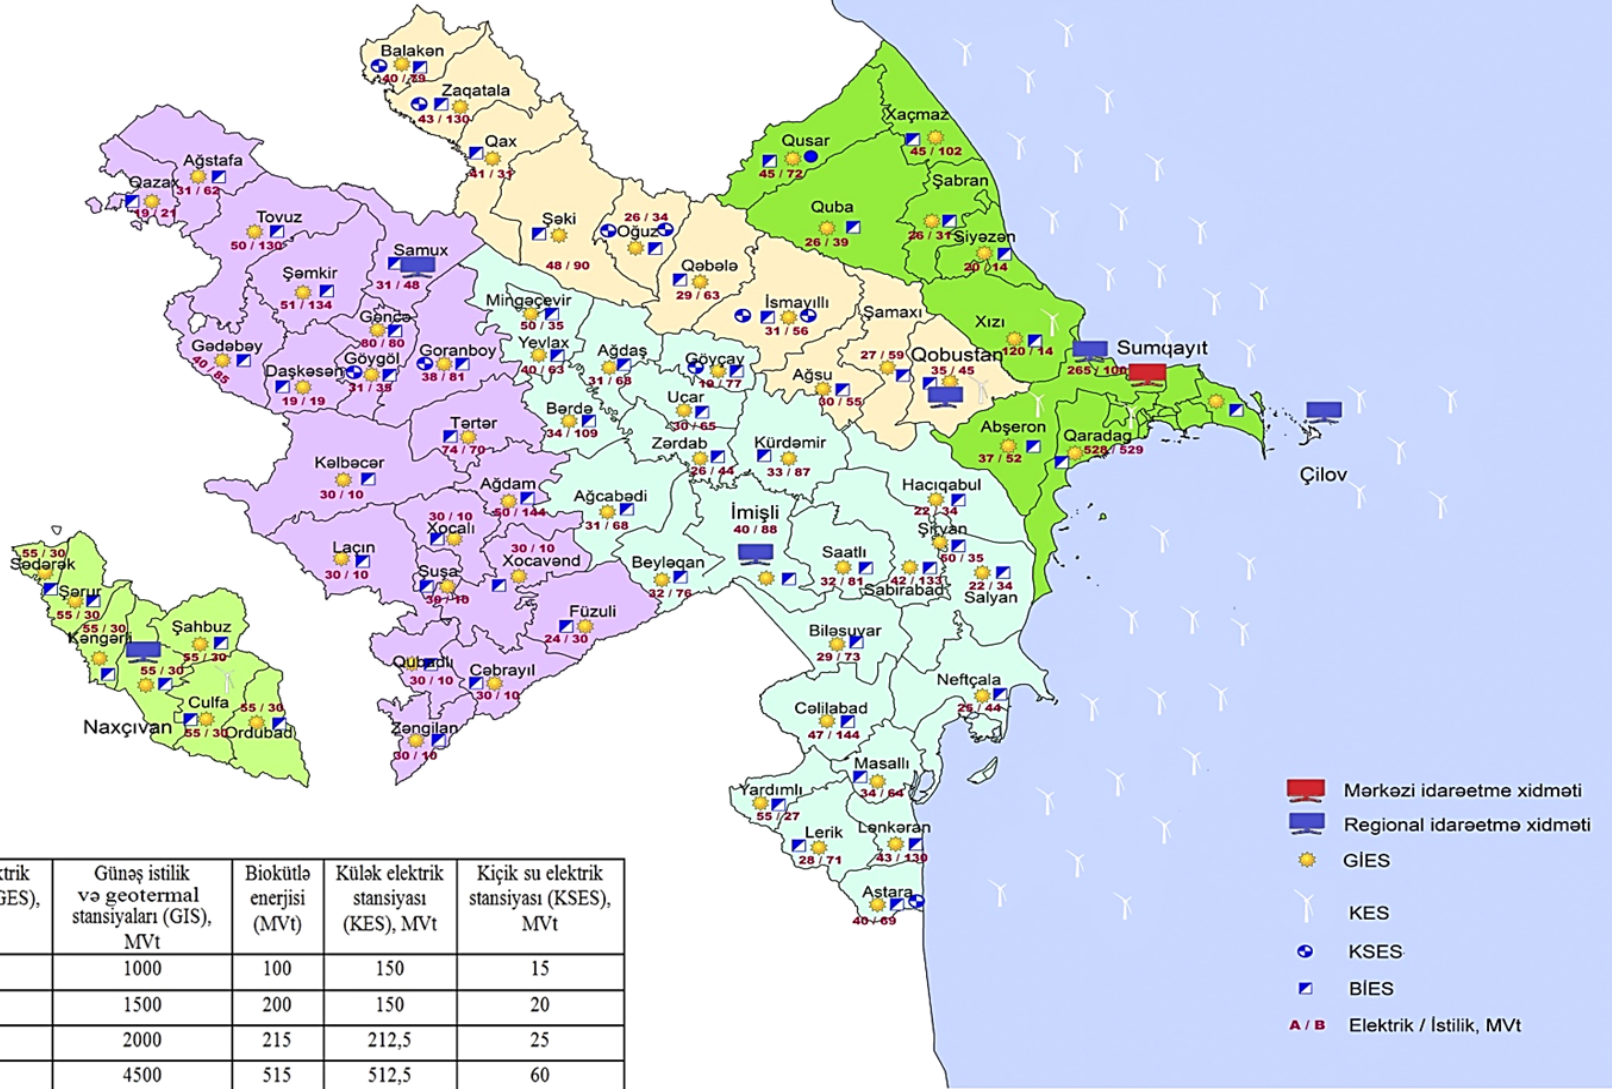 Balakən
40 / 79
Zaqatala
43 / 130
Qax
41 / 31
Şəki
48 / 90
26 / 34
Oğuz
Qəbələ
29 / 63
İsmayıllı
31 / 56
Şamaxı
27 / 59
Qobustan
35 / 45
Ağsu
30 / 55
Xaçmaz
45 / 102
Qusar
45 / 72
Şabran
26 / 31
Quba
26 / 39
Siyəzən
20 / 14
Xızı
120 / 14
Sumqayıt
265 / 100
Abşeron
37 / 52
Qaradag
528 / 529
Çilov
Ağstafa
31 / 62
Qazax
19 / 21
Tovuz
50 / 130
Samux
31 / 48
Şəmkir
51 / 134
Gəncə
80 / 80
Gədəbəy
40 / 85
Göygöl
31 / 35
Goranboy
38 / 81
Daşkəsən
19 / 19
Tərtər
74 / 70
Kəlbəcər
30 / 10
Ağdam
50 / 144
30 / 10
Xocalı
Laçın
30 / 10
30 / 10
Xocavənd
Şuşa
30 / 10
Füzuli
24 / 30
Qubadlı
30 / 10
Cəbrayıl
30 / 10
Zəngilan
30 / 10
Mingəçevir
50 / 35
Yevlax
40 / 63
Ağdaş
31 / 68
Göyçay
19 / 77
Ucar
30 / 65
Bərdə
34 / 109
Zərdab
26 / 44
Kürdəmir
33 / 87
Ağcabədi
31 / 68
İmişli
40 / 88
Hacıqabul
22 / 34
Şirvan
50 / 35
Beyləqan
32 / 76
Saatlı
32 / 81
42 / 133
Sabirabad
22 / 34
Salyan
Biləsuvar
29 / 73
Neftçala
25 / 44
Cəlilabad
47 / 144
Masallı
34 / 64
Yardımlı
55 / 27
Lerik
28 / 71
Lənkəran
43 / 130
Astara
40 / 69
55 / 30
Sədərək
Şərur
55 / 30
55 / 30
Kəngərli
Şahbuz
55 / 30
55 / 30
Culfa
55 / 30
55 / 30
Ordubad
Naxçıvan
Mərkəzi idarəetme xidməti
Regional idarəetmə xidməti
GİES
KES
KSES
BİES
A / B Elektrik / İstilik, MVt
ktrik Günəş istilik Biokütlə Külək elektrik Kiçik su elektrik
GES), və geotermal enerjisi stansiyası stansiyası (KSES),
stansiyaları (GIS), (MVt) (KES), MVt MVt
MVt
1000 100 150 15
1500 200 150 20
2000 215 212,5 25
4500 515 512,5 60